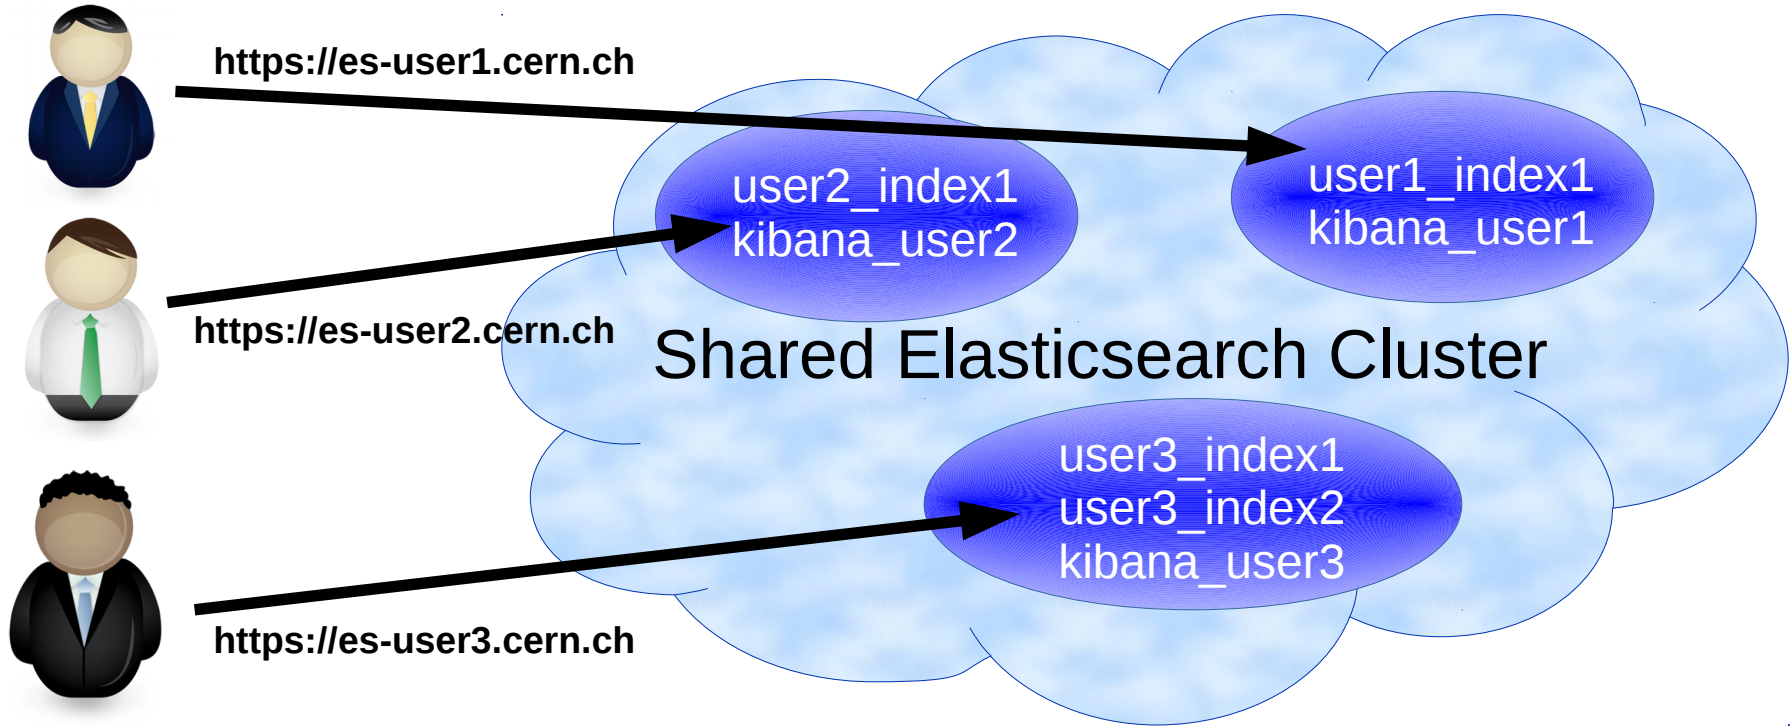 https://es-user1.cern.ch
user2_index1
kibana_user2
user1_index1
kibana_user1
https://es-user2.cern.ch
Shared Elasticsearch Cluster
user3_index1
user3_index2
kibana_user3
https://es-user3.cern.ch